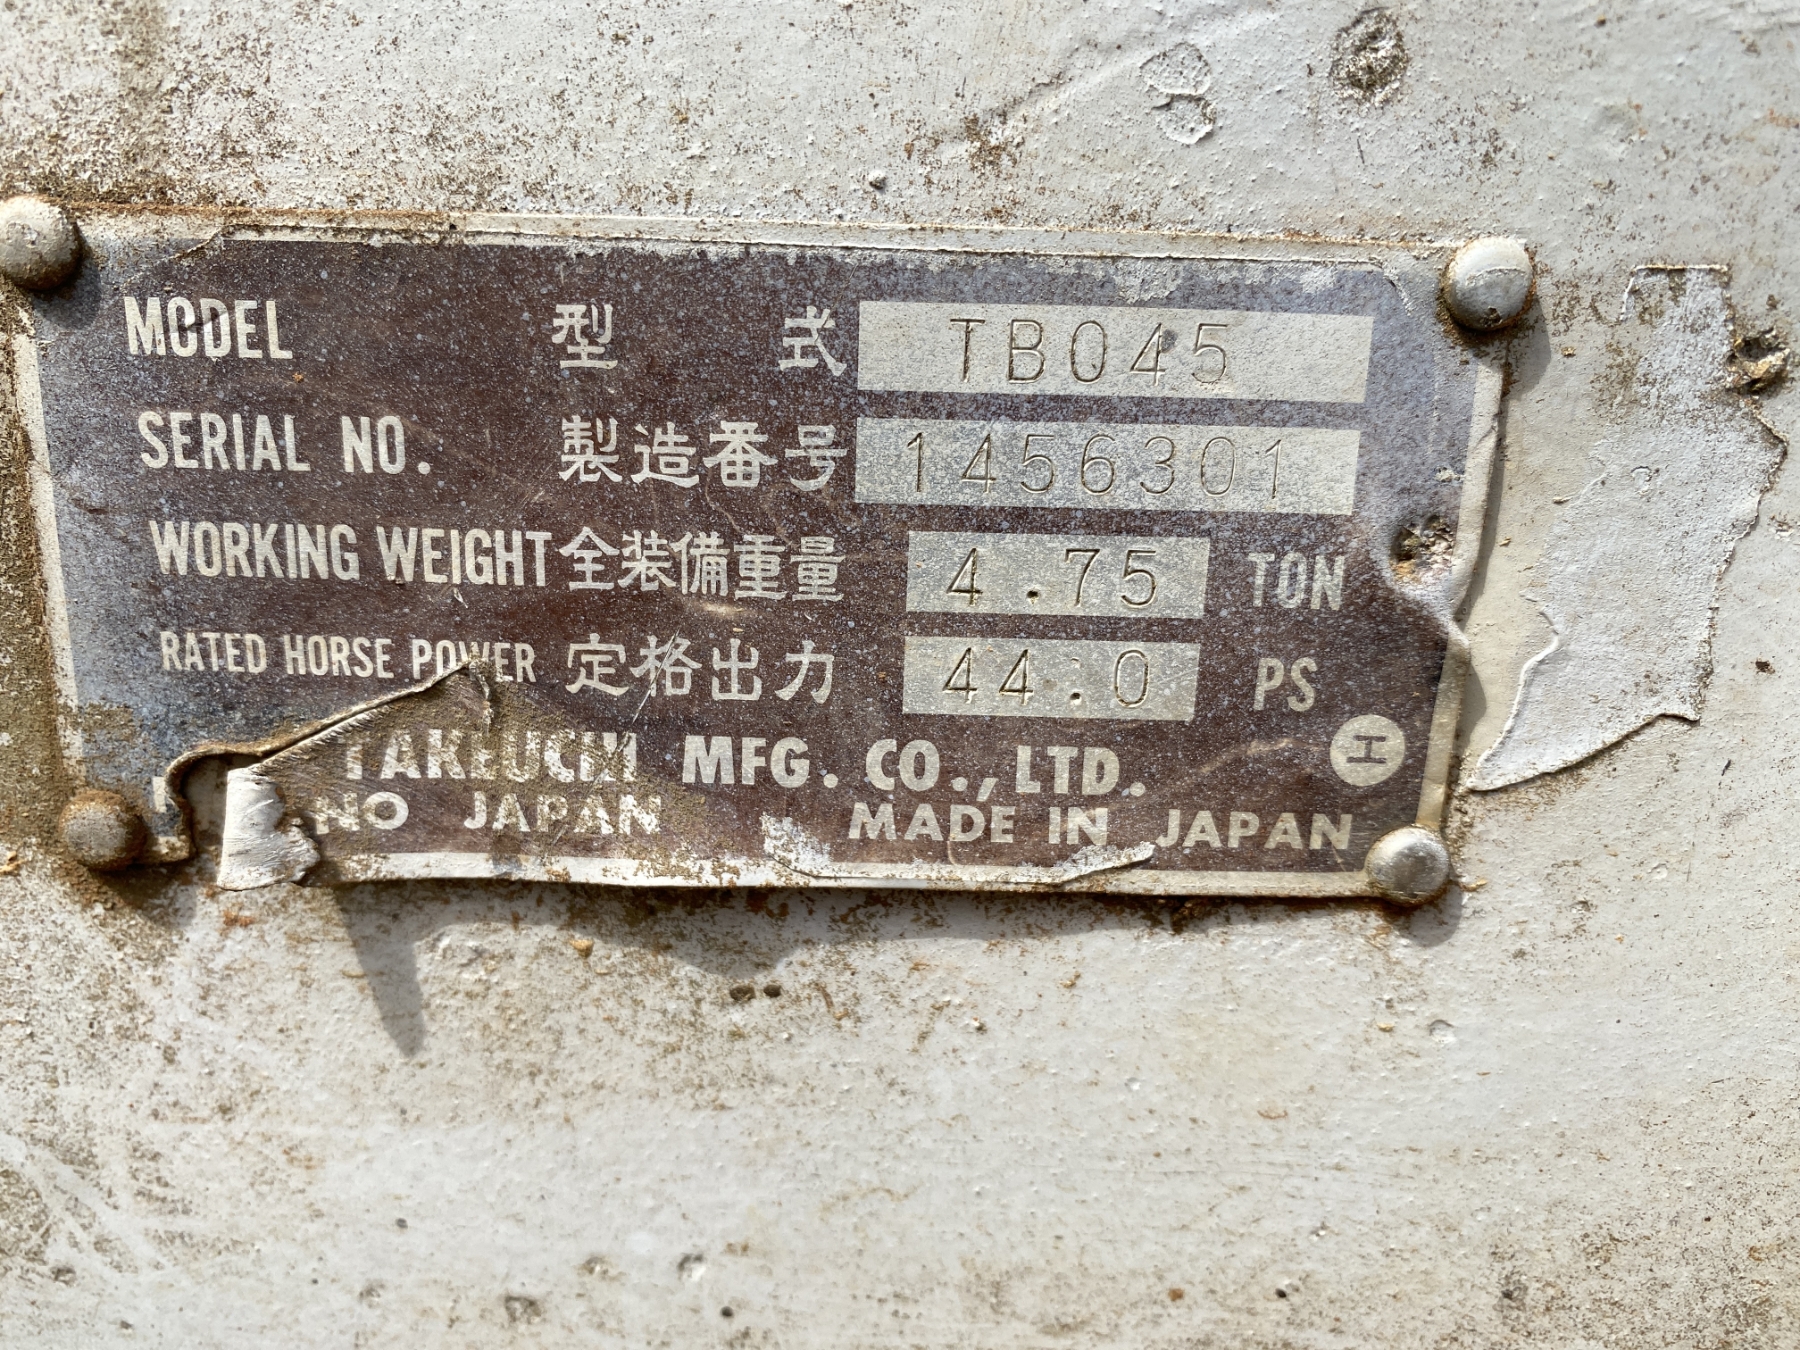 MODEL 型式 TB045
SERIAL NO. 製造番号 1456301
WORKING WEIGHT 全装備重量 4.75 TON
RATED HORSE POWER 定格出力 44.0 PS
TAKEUCHI MFG. CO., LTD.
JAPAN MADE IN JAPAN